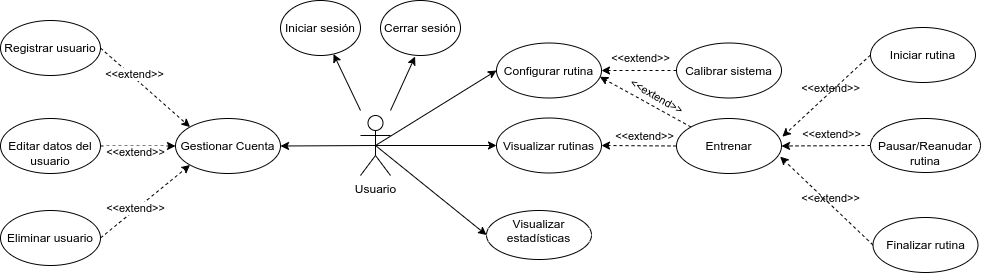 Iniciar sesión
Cerrar sesión
Registrar usuario
<<extend>>
Configurar rutina
<<extend>>
Calibrar sistema
<<extend>>
Iniciar rutina
<<extend>>
Editar datos del
usuario
<<extend>>
Gestionar Cuenta
Usuario
Visualizar rutinas
<<extend>>
Entrenar
<<extend>>
Pausar/Reanudar
rutina
Eliminar usuario
<<extend>>
Visualizar
estadísticas
<<extend>>
Finalizar rutina